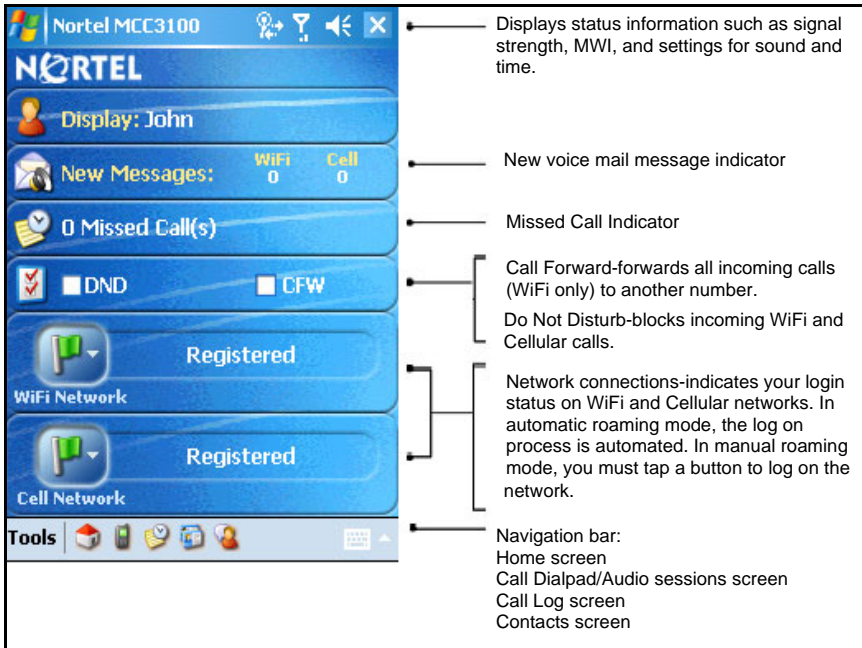 Nortel MCC3100
NORTEL
Display: John
New Messages:
WiFi Cell
0 0
0 Missed Call(s)
DND CFW
Registered
WiFi Network
Registered
Cell Network
Tools
Displays status information such as signal
strength, MWI, and settings for sound and
time.
New voice mail message indicator
Missed Call Indicator
Call Forward-forwards all incoming calls
(WiFi only) to another number.
Do Not Disturb-blocks incoming WiFi and
Cellular calls.
Network connections-indicates your login
status on WiFi and Cellular networks. In
automatic roaming mode, the log on
process is automated. In manual roaming
mode, you must tap a button to log on the
network.
Navigation bar:
Home screen
Call Dialpad/Audio sessions screen
Call Log screen
Contacts screen